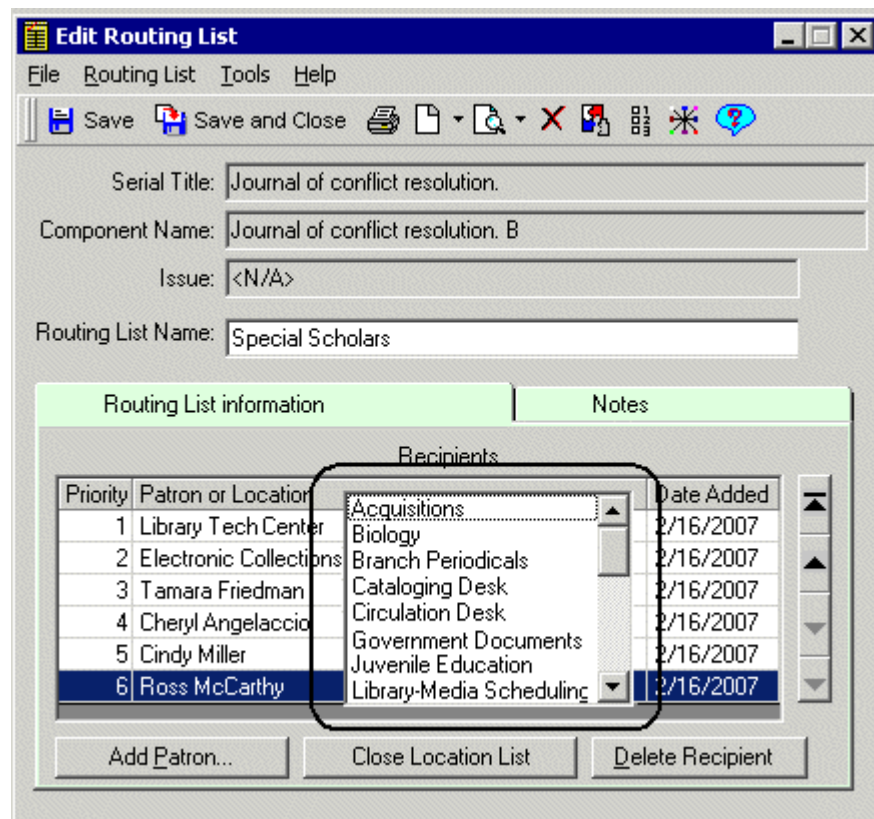 Edit Routing List
File Routing List Tools Help
Save Save and Close
Serial Title: Journal of conflict resolution.
Component Name: Journal of conflict resolution. B
Issue: <N/A>
Routing List Name: Special Scholars
Routing List information Notes
Recipients
Priority Patron or Location Date Added
1 Library Tech Center 2/16/2007
2 Electronic Collections 2/16/2007
3 Tamara Friedman 2/16/2007
4 Cheryl Angelaccio 2/16/2007
5 Cindy Miller 2/16/2007
6 Ross McCarthy 2/16/2007
Acquisitions
Biology
Branch Periodicals
Cataloging Desk
Circulation Desk
Government Documents
Juvenile Education
Library-Media Scheduling
Add Patron... Close Location List Delete Recipient